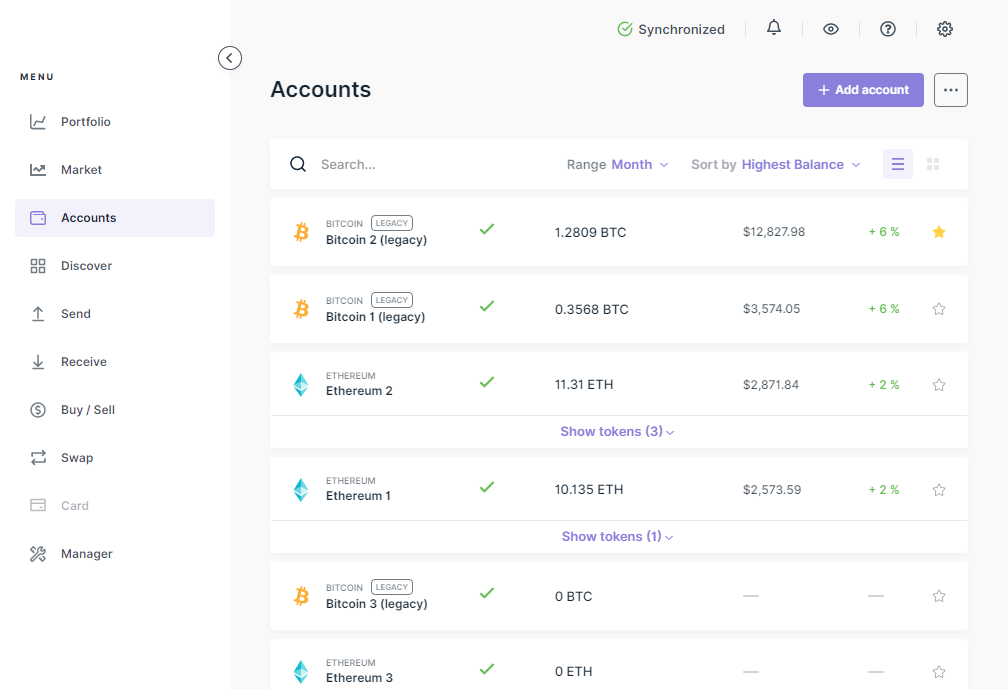 Synchronized
MENU
Portfolio
Market
Accounts
Discover
Send
Receive
Buy / Sell
Swap
Card
Manager
Accounts
+ Add account
Search...
Range Month
Sort by Highest Balance
BITCOIN LEGACY
Bitcoin 2 (legacy)
1.2809 BTC
$12,827.98
+ 6 %
BITCOIN LEGACY
Bitcoin 1 (legacy)
0.3568 BTC
$3,574.05
+ 6 %
ETHEREUM
Ethereum 2
11.31 ETH
$2,871.84
+ 2 %
Show tokens (3)
ETHEREUM
Ethereum 1
10.135 ETH
$2,573.59
+ 2 %
Show tokens (1)
BITCOIN LEGACY
Bitcoin 3 (legacy)
0 BTC
—
—
ETHEREUM
Ethereum 3
0 ETH
—
—